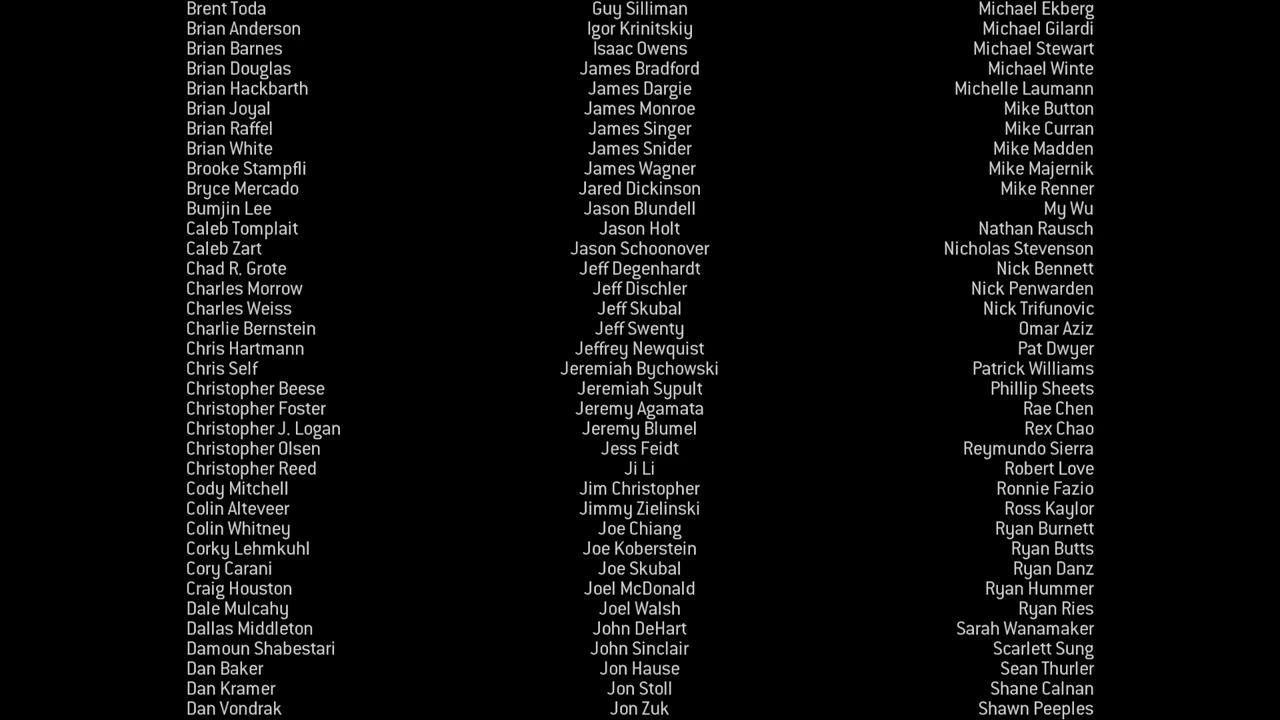 Brent Toda
Brian Anderson
Brian Barnes
Brian Douglas
Brian Hackbarth
Brian Joyal
Brian Raffel
Brian White
Brooke Stampfli
Bryce Mercado
Bumjin Lee
Caleb Tomplait
Caleb Zart
Chad R. Grote
Charles Morrow
Charles Weiss
Charlie Bernstein
Chris Hartmann
Chris Self
Christopher Beese
Christopher Foster
Christopher J. Logan
Christopher Olsen
Christopher Reed
Cody Mitchell
Colin Alteveer
Colin Whitney
Corky Lehmkuhl
Cory Carani
Craig Houston
Dale Mulcahy
Dallas Middleton
Damoun Shabestari
Dan Baker
Dan Kramer
Dan Vondrak
Guy Silliman
Igor Krinitskiy
Isaac Owens
James Bradford
James Dargie
James Monroe
James Singer
James Snider
James Wagner
Jared Dickinson
Jason Blundell
Jason Holt
Jason Schoonover
Jeff Degenhardt
Jeff Dischler
Jeff Skubal
Jeff Swenty
Jeffrey Newquist
Jeremiah Bychowski
Jeremiah Sypult
Jeremy Agamata
Jeremy Blumel
Jess Feidt
Ji Li
Jim Christopher
Jimmy Zielinski
Joe Chiang
Joe Koberstein
Joe Skubal
Joel McDonald
Joel Walsh
John DeHart
John Sinclair
Jon Hause
Jon Stoll
Jon Zuk
Michael Ekberg
Michael Gilardi
Michael Stewart
Michael Winte
Michelle Laumann
Mike Button
Mike Curran
Mike Madden
Mike Majernik
Mike Renner
My Wu
Nathan Rausch
Nicholas Stevenson
Nick Bennett
Nick Penwarden
Nick Trifunovic
Omar Aziz
Pat Dwyer
Patrick Williams
Phillip Sheets
Rae Chen
Rex Chao
Reymundo Sierra
Robert Love
Ronnie Fazio
Ross Kaylor
Ryan Burnett
Ryan Butts
Ryan Danz
Ryan Hummer
Ryan Ries
Sarah Wanamaker
Scarlett Sung
Sean Thurler
Shane Calnan
Shawn Peeples